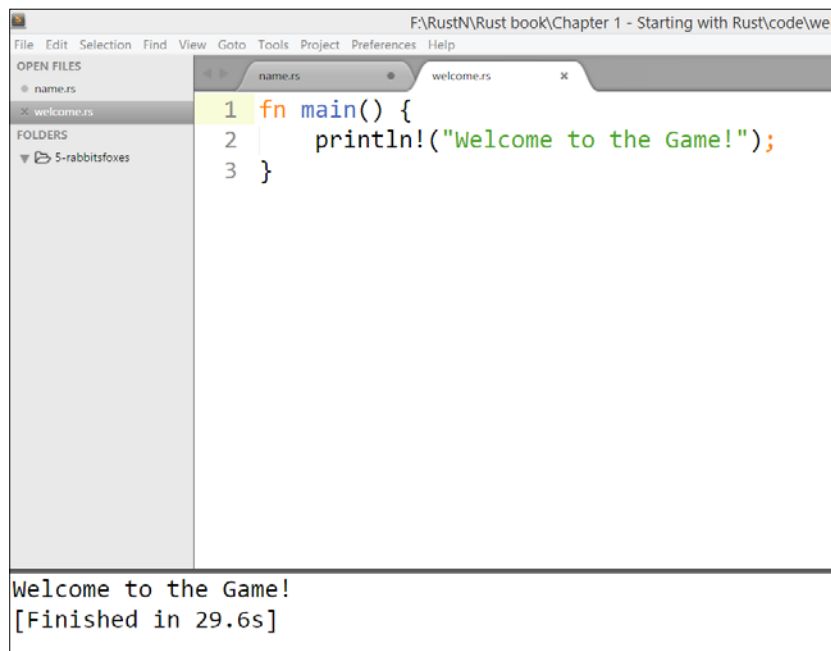 F:\RustN\Rust book\Chapter 1 - Starting with Rust\code\we
File Edit Selection Find View Goto Tools Project Preferences Help
OPEN FILES
name.rs
welcome.rs
FOLDERS
5-rabbitsfoxes
name.rs welcome.rs
1 fn main() {
2     println!("Welcome to the Game!");
3 }
Welcome to the Game!
[Finished in 29.6s]